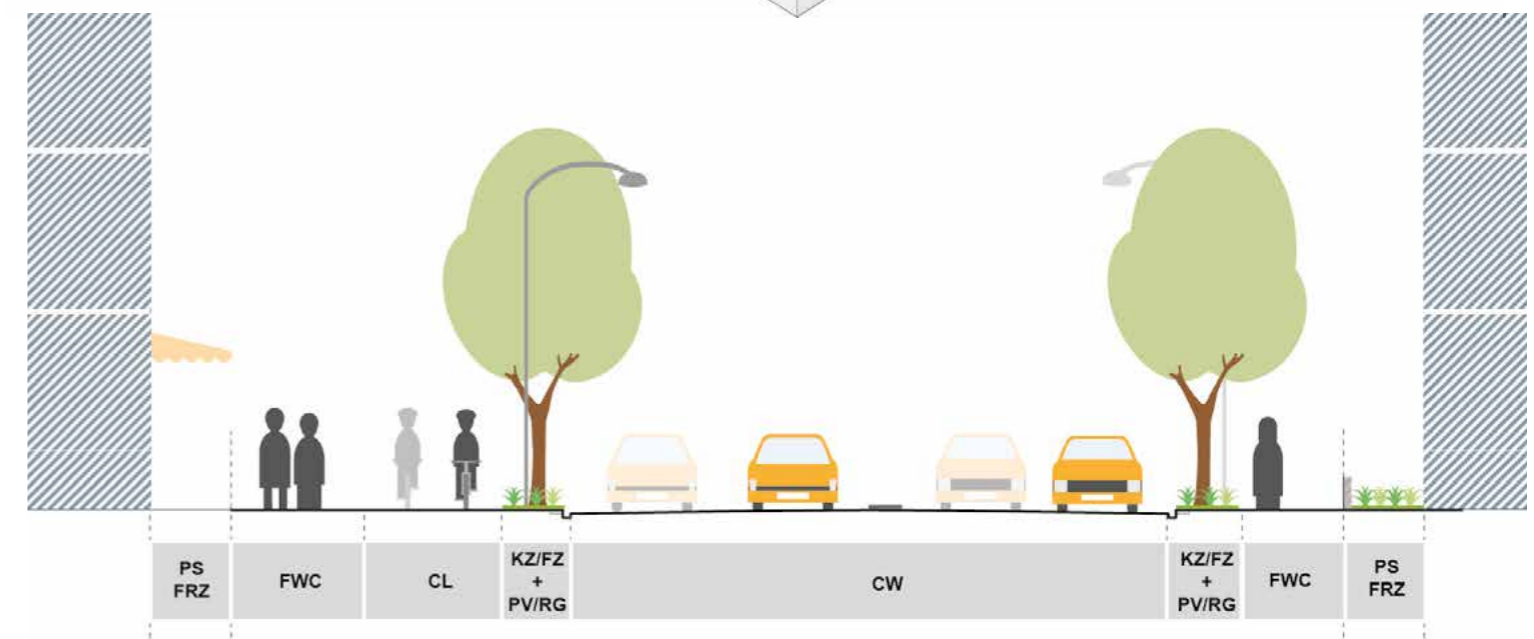 PS
FRZ
FWC
CL
KZ/FZ
+
PV/RG
CW
KZ/FZ
+
PV/RG
FWC
PS
FRZ